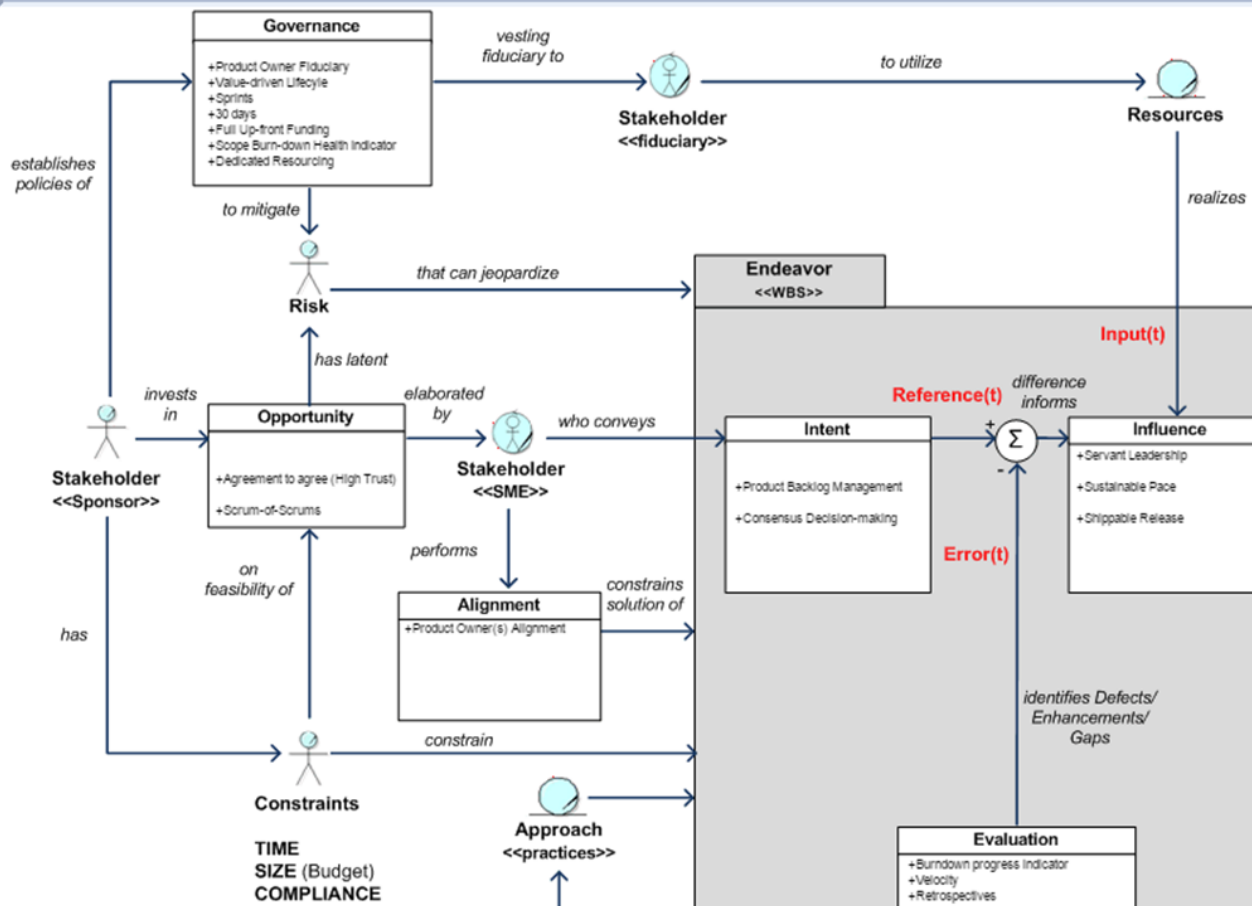 Governance
+Product Owner Fiduciary
+Value-driven Lifecyle
+Sprints
+30 days
+Full Up-front Funding
+Scope Burn-down Health Indicator
+Dedicated Resourcing
vesting
fiduciary to
Stakeholder
<<fiduciary>>
to utilize
Resources
establishes
policies of
to mitigate
realizes
Risk
that can jeopardize
Endeavor
<<WBS>>
Input(t)
has latent
invests
in
Opportunity
+Agreement to agree (High Trust)
+Scrum-of-Scrums
elaborated
by
Stakeholder
<<SME>>
who conveys
Stakeholder
<<Sponsor>>
Reference(t)
difference
informs
Intent
+Product Backlog Management
+Consensus Decision-making
+
Σ
-
Influence
+Servant Leadership
+Sustainable Pace
+Shippable Release
Error(t)
performs
on
feasibility of
constrains
solution of
Alignment
+Product Owner(s) Alignment
has
identifies Defects/
Enhancements/
Gaps
constrain
Constraints
TIME
SIZE (Budget)
COMPLIANCE
Approach
<<practices>>
Evaluation
+Burndown progress Indicator
+Velocity
+Retrospectives